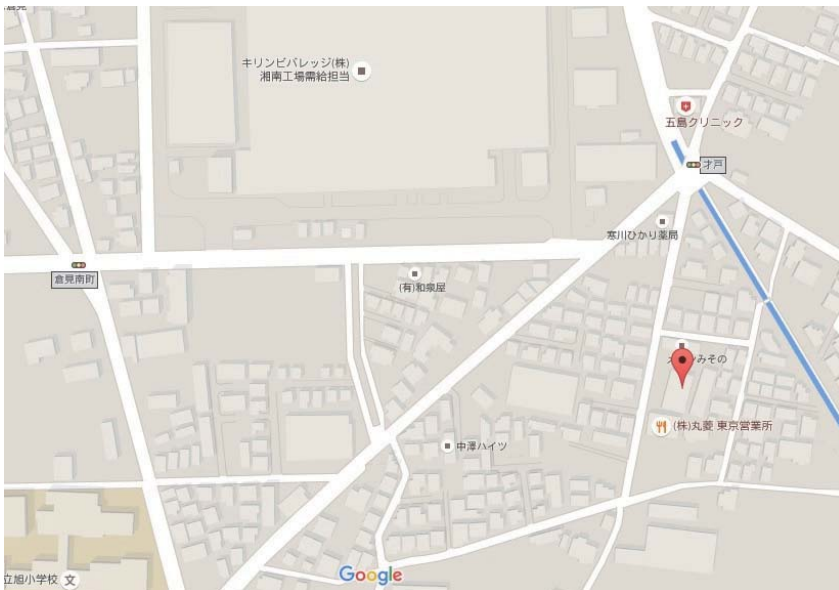 キリンビバレッジ(株)
湘南工場需給担当
五島クリニック
才戸
寒川ひかり薬局
倉見南町
(有)和泉屋
みその
(株)丸菱 東京営業所
中澤ハイツ
Google
立旭小学校
文